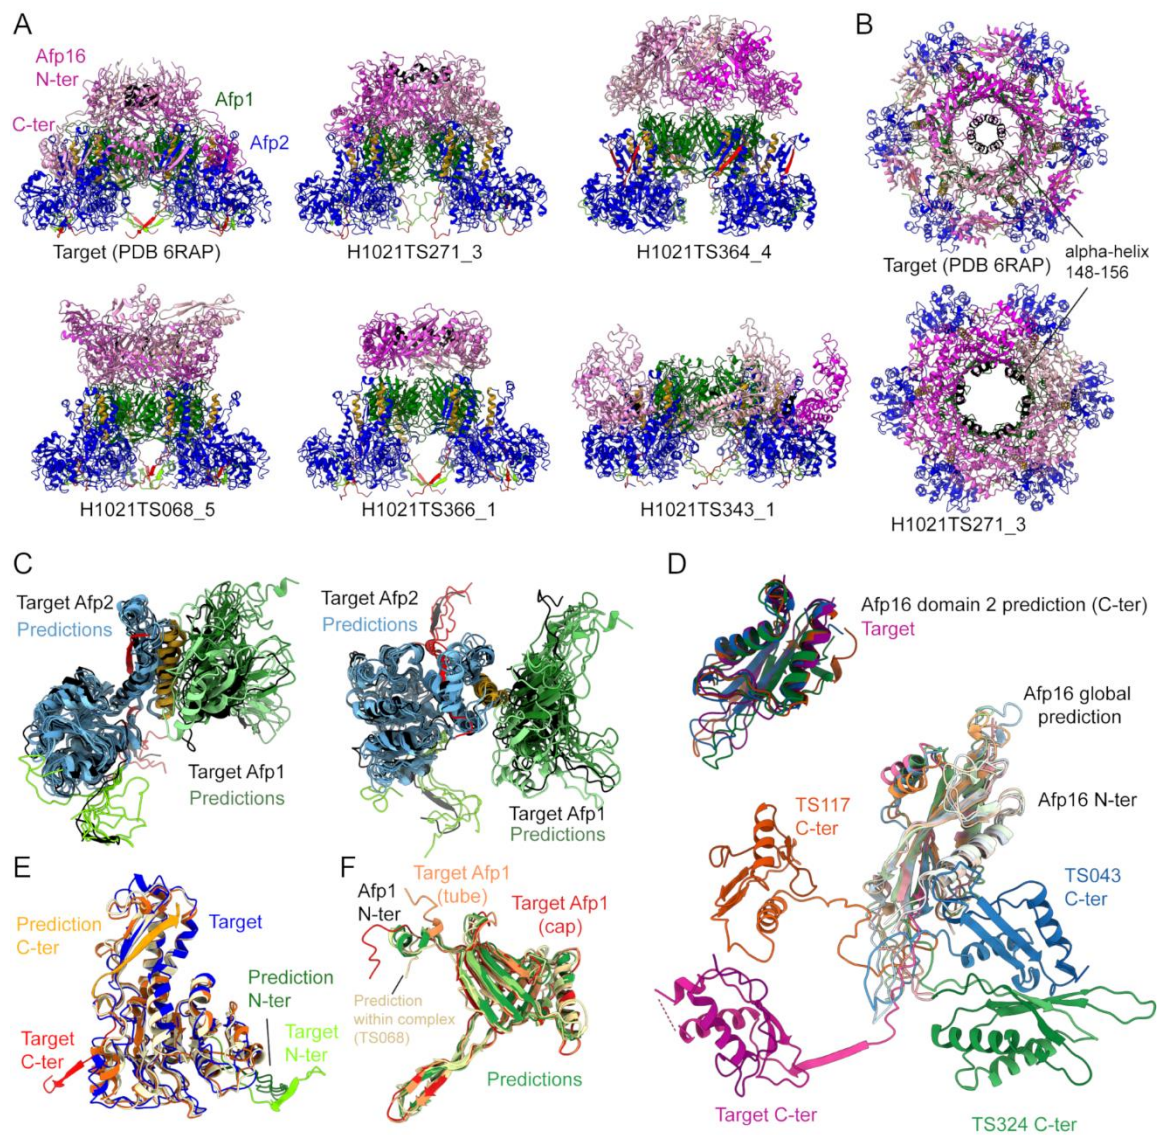 A
Afp16
N-ter
C-ter
Afp1
Afp2
Target (PDB 6RAP)
H1021TS271_3
H1021TS364_4
H1021TS068_5
H1021TS366_1
H1021TS343_1
B
Target (PDB 6RAP)
alpha-helix
148-156
H1021TS271_3
C
Target Afp2
Predictions
Target Afp1
Predictions
Target Afp2
Predictions
Target Afp1
Predictions
D
Afp16 domain 2 prediction (C-ter)
Target
Afp16 global
prediction
Afp16 N-ter
TS117
C-ter
TS043
C-ter
Target C-ter
TS324 C-ter
E
Prediction
C-ter
Target
Prediction
N-ter
Target
C-ter
Target
N-ter
F
Afp1
N-ter
Target Afp1
(tube)
Target Afp1
(cap)
Prediction
within complex
(TS068)
Predictions